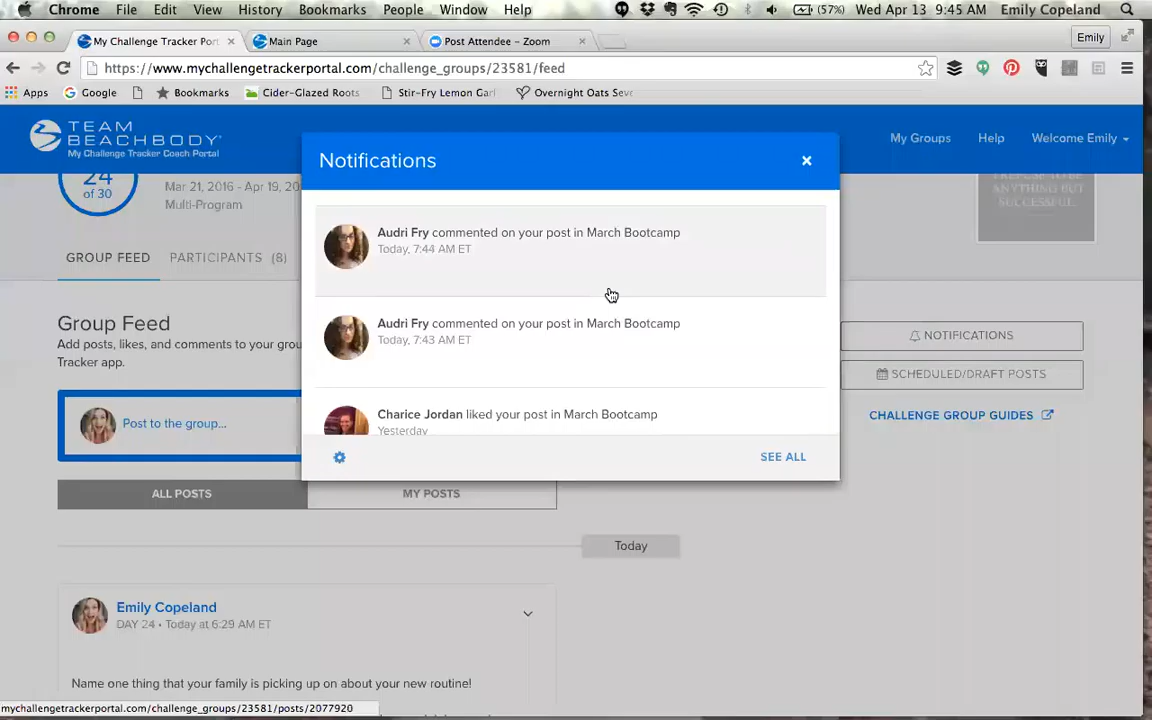 Chrome File Edit View History Bookmarks People Window Help (57%) Wed Apr 13 9:45 AM Emily Copeland
My Challenge Tracker Por Main Page Post Attendee – Zoom Emily
https://www.mychallengetrackerportal.com/challenge_groups/23581/feed
Apps Google Bookmarks Cider-Glazed Roots Stir-Fry Lemon Garl Overnight Oats Seve
TEAM
BEACHBODY
My Challenge Tracker Coach Portal
My Groups Help Welcome Emily
Notifications
24
of 30
Mar 21, 2016 - Apr 19, 20
Multi-Program
ANYTHING BUT
SUCCESSFUL.
GROUP FEED PARTICIPANTS (8)
Audri Fry commented on your post in March Bootcamp
Today, 7:44 AM ET
Audri Fry commented on your post in March Bootcamp
Today, 7:43 AM ET
Charice Jordan liked your post in March Bootcamp
Yesterday
SEE ALL
Group Feed
Add posts, likes, and comments to your grou
Tracker app.
Post to the group...
NOTIFICATIONS
SCHEDULED/DRAFT POSTS
CHALLENGE GROUP GUIDES
ALL POSTS MY POSTS
Today
Emily Copeland
DAY 24 • Today at 6:29 AM ET
Name one thing that your family is picking up on about your new routine!
mychallengetrackerportal.com/challenge_groups/23581/posts/2077920